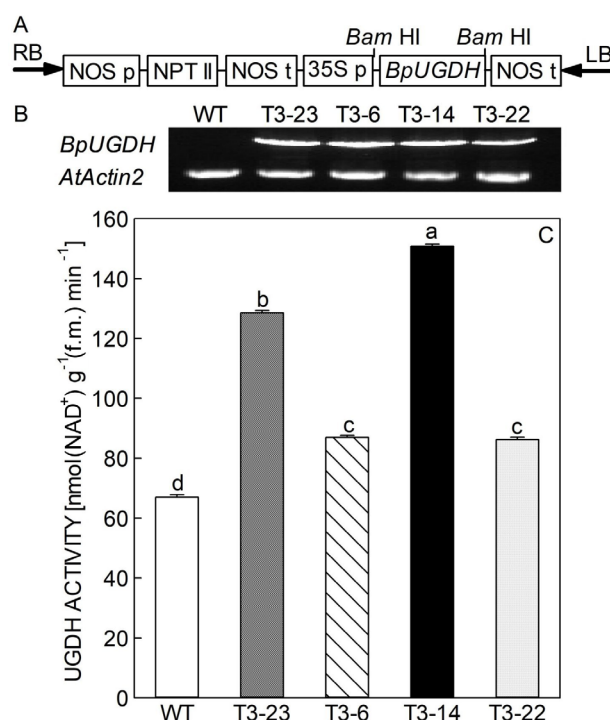 A
Bam HI Bam HI
RB LB
NOS p NPT II NOS t 35S p BpUGDH NOS t
B WT T3-23 T3-6 T3-14 T3-22
BpUGDH
AtActin2
C
UGDH ACTIVITY [nmol(NAD⁺) g⁻¹(f.m.) min⁻¹]
160
140
120
100
80
60
40
20
0
d b c a c
WT T3-23 T3-6 T3-14 T3-22